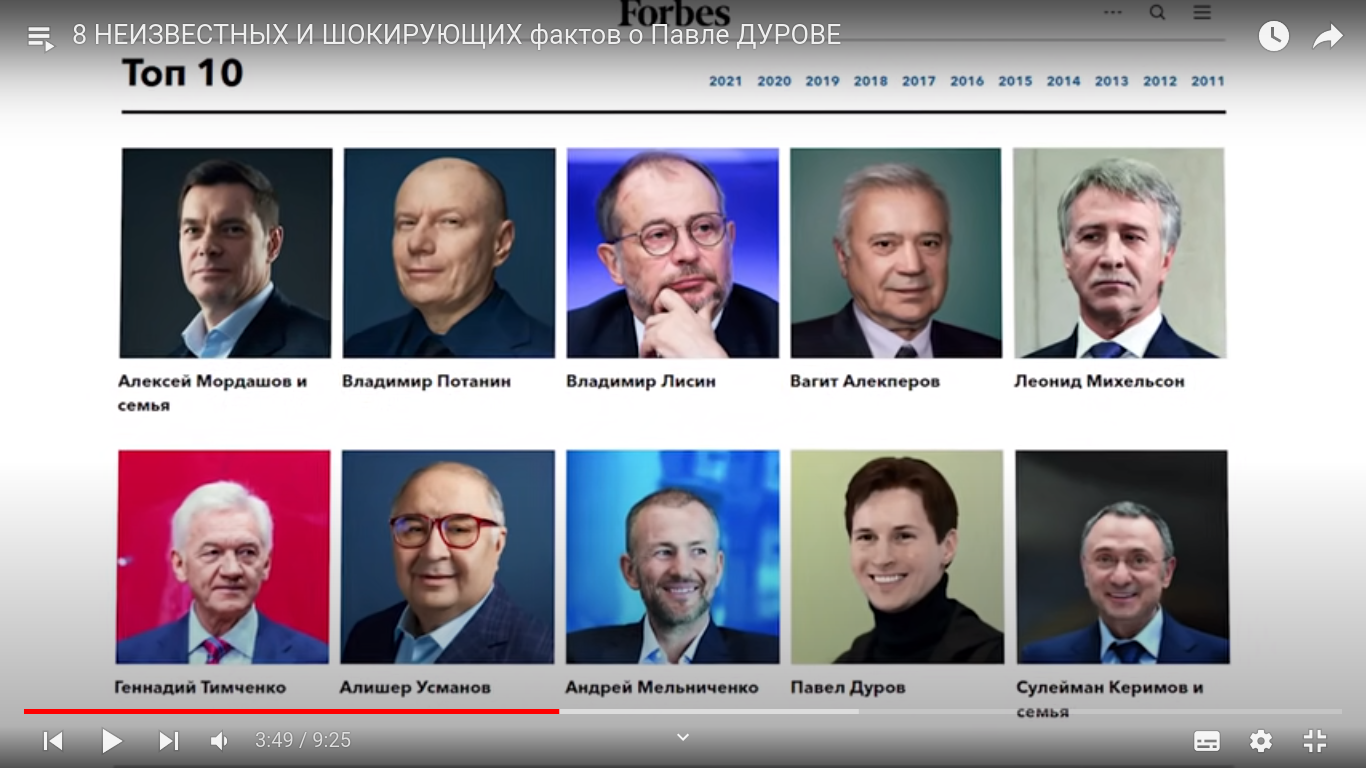 Forbes
8 НЕИЗВЕСТНЫХ И ШОКИРУЮЩИХ фактов о Павле ДУРОВЕ
Топ 10
2021 2020 2019 2018 2017 2016 2015 2014 2013 2012 2011
Алексей Мордашов и
семья
Владимир Потанин
Владимир Лисин
Вагит Алекперов
Леонид Михельсон
Геннадий Тимченко
Алишер Усманов
Андрей Мельниченко
Павел Дуров
Сулейман Керимов и
семья
3:49 / 9:25